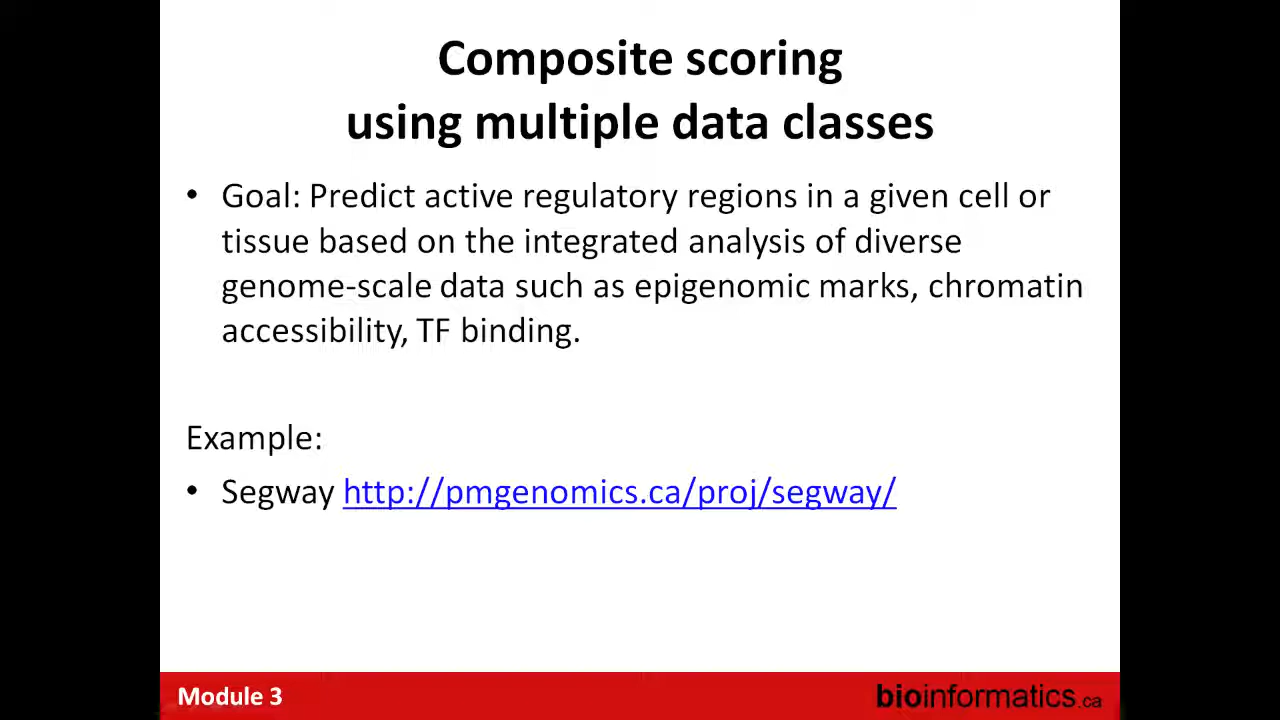 Composite scoring
using multiple data classes
• Goal: Predict active regulatory regions in a given cell or
tissue based on the integrated analysis of diverse
genome-scale data such as epigenomic marks, chromatin
accessibility, TF binding.
Example:
• Segway http://pmgenomics.ca/proj/segway/
Module 3
bioinformatics.ca